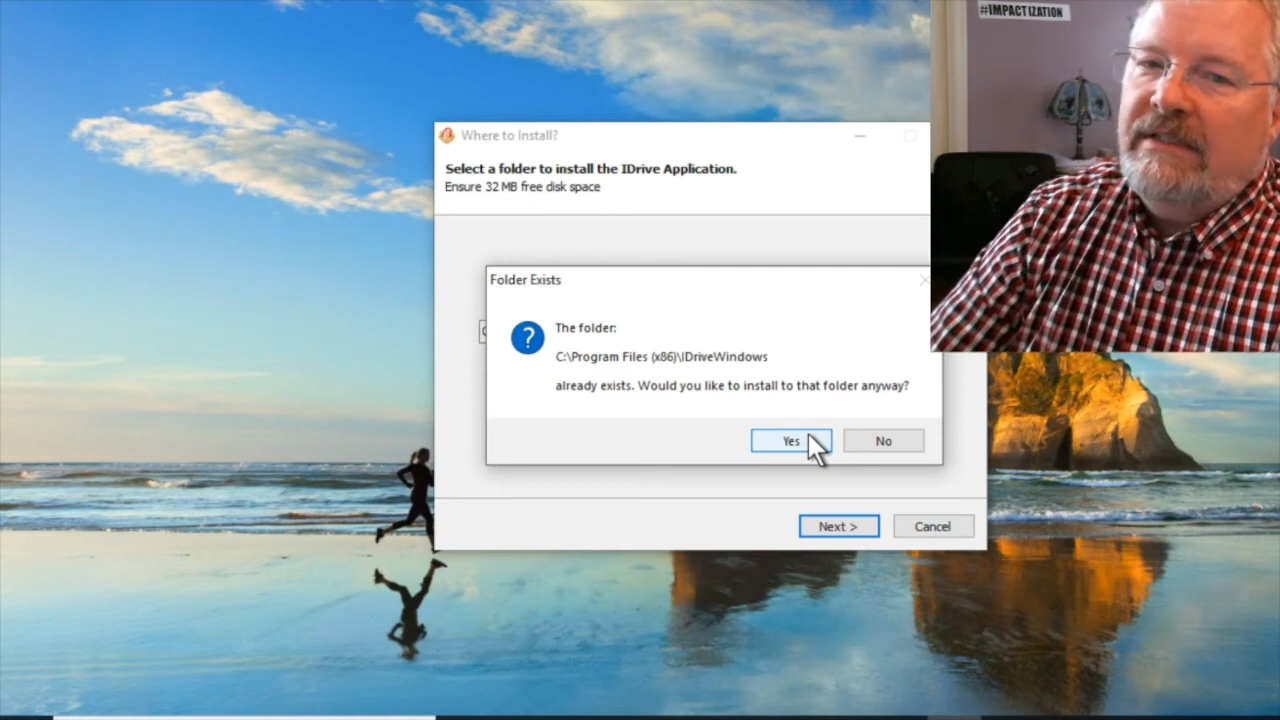 #IMPACTIZATION
Where to Install?
Select a folder to install the IDrive Application.
Ensure 32 MB free disk space
Folder Exists
The folder:
C:\Program Files (x86)\IDriveWindows
already exists. Would you like to install to that folder anyway?
Yes
No
Next >
Cancel